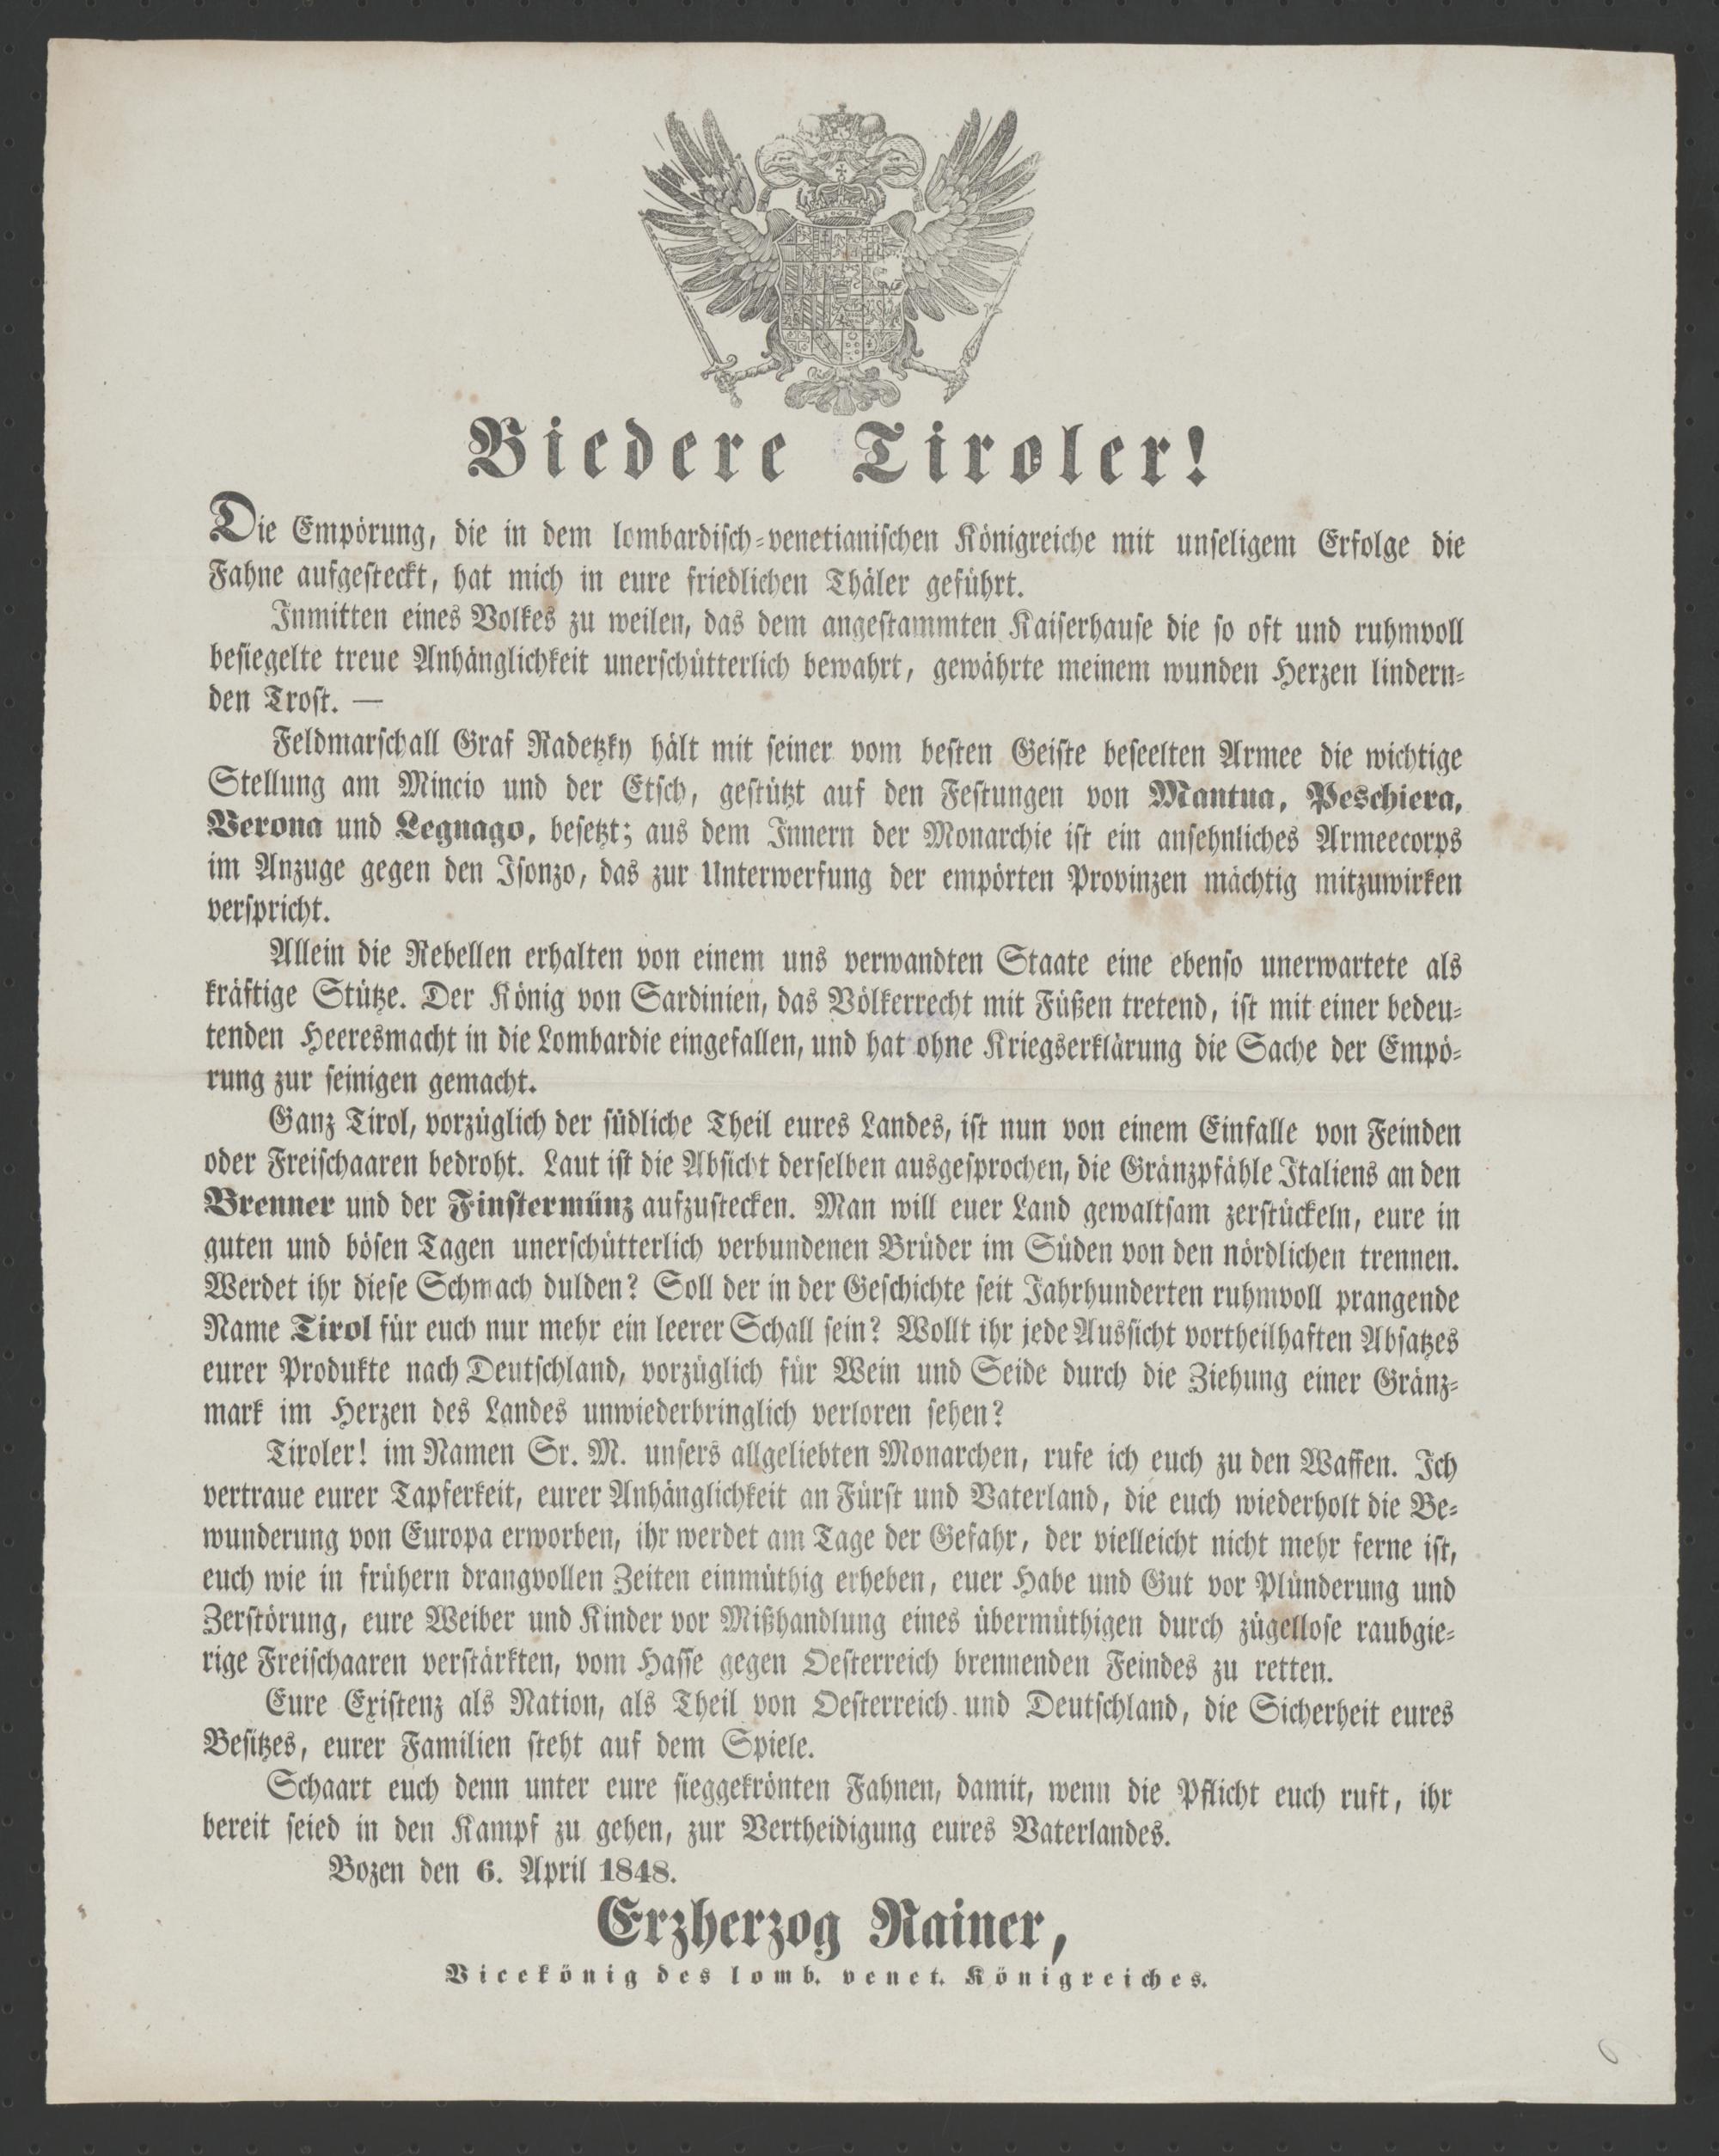 Biedere Tiroler!
Die Empörung, die in dem lombardisch-venetianischen Königreiche mit unseligem Erfolge die
Fahne aufgesteckt, hat mich in eure friedlichen Thäler geführt.
Inmitten eines Volkes zu weilen, das dem angestammten Kaiserhause die so oft und ruhmvoll
besiegelte treue Anhänglichkeit unerschütterlich bewahrt, gewährte meinem wunden Herzen lindern-
den Trost. —
Feldmarschall Graf Radetzky hält mit seiner vom besten Geiste beseelten Armee die wichtige
Stellung am Mincio und der Etsch, gestützt auf den Festungen von Mantua, Peschiera,
Verona und Legnago, besetzt; aus dem Innern der Monarchie ist ein ansehnliches Armeecorps
im Anzuge gegen den Isonzo, das zur Unterwerfung der empörten Provinzen mächtig mitzuwirken
verspricht.
Allein die Rebellen erhalten von einem uns verwandten Staate eine ebenso unerwartete als
kräftige Stütze. Der König von Sardinien, das Völkerrecht mit Füßen tretend, ist mit einer bedeu-
tenden Heeresmacht in die Lombardie eingefallen, und hat ohne Kriegserklärung die Sache der Empö-
rung zur seinigen gemacht.
Ganz Tirol, vorzüglich der südliche Theil eures Landes, ist nun von einem Einfalle von Feinden
oder Freischaaren bedroht. Laut ist die Absicht derselben ausgesprochen, die Gränzpfähle Italiens an den
Brenner und der Finstermünz aufzustecken. Man will euer Land gewaltsam zerstückeln, eure in
guten und bösen Tagen unerschütterlich verbundenen Brüder im Süden von den nördlichen trennen.
Werdet ihr diese Schmach dulden? Soll der in der Geschichte seit Jahrhunderten ruhmvoll prangende
Name Tirol für euch nur mehr ein leerer Schall sein? Wollt ihr jede Aussicht vortheilhaften Absatzes
eurer Produkte nach Deutschland, vorzüglich für Wein und Seide durch die Ziehung einer Gränz-
mark im Herzen des Landes unwiederbringlich verloren sehen?
Tiroler! im Namen Sr. M. unsers allgeliebten Monarchen, rufe ich euch zu den Waffen. Ich
vertraue eurer Tapferkeit, eurer Anhänglichkeit an Fürst und Vaterland, die euch wiederholt die Be-
wunderung von Europa erworben, ihr werdet am Tage der Gefahr, der vielleicht nicht mehr ferne ist,
euch wie in frühern drangvollen Zeiten einmüthig erheben, euer Habe und Gut vor Plünderung und
Zerstörung, eure Weiber und Kinder vor Mißhandlung eines übermüthigen durch zügellose raubgie-
rige Freischaaren verstärkten, vom Hasse gegen Oesterreich brennenden Feindes zu retten.
Eure Existenz als Nation, als Theil von Oesterreich und Deutschland, die Sicherheit eures
Besitzes, eurer Familien steht auf dem Spiele.
Schaart euch denn unter eure sieggekrönten Fahnen, damit, wenn die Pflicht euch ruft, ihr
bereit seied in den Kampf zu gehen, zur Vertheidigung eures Vaterlandes.
Bozen den 6. April 1848.
Erzherzog Rainer,
Vicekönig des lomb. venet. Königreiches.